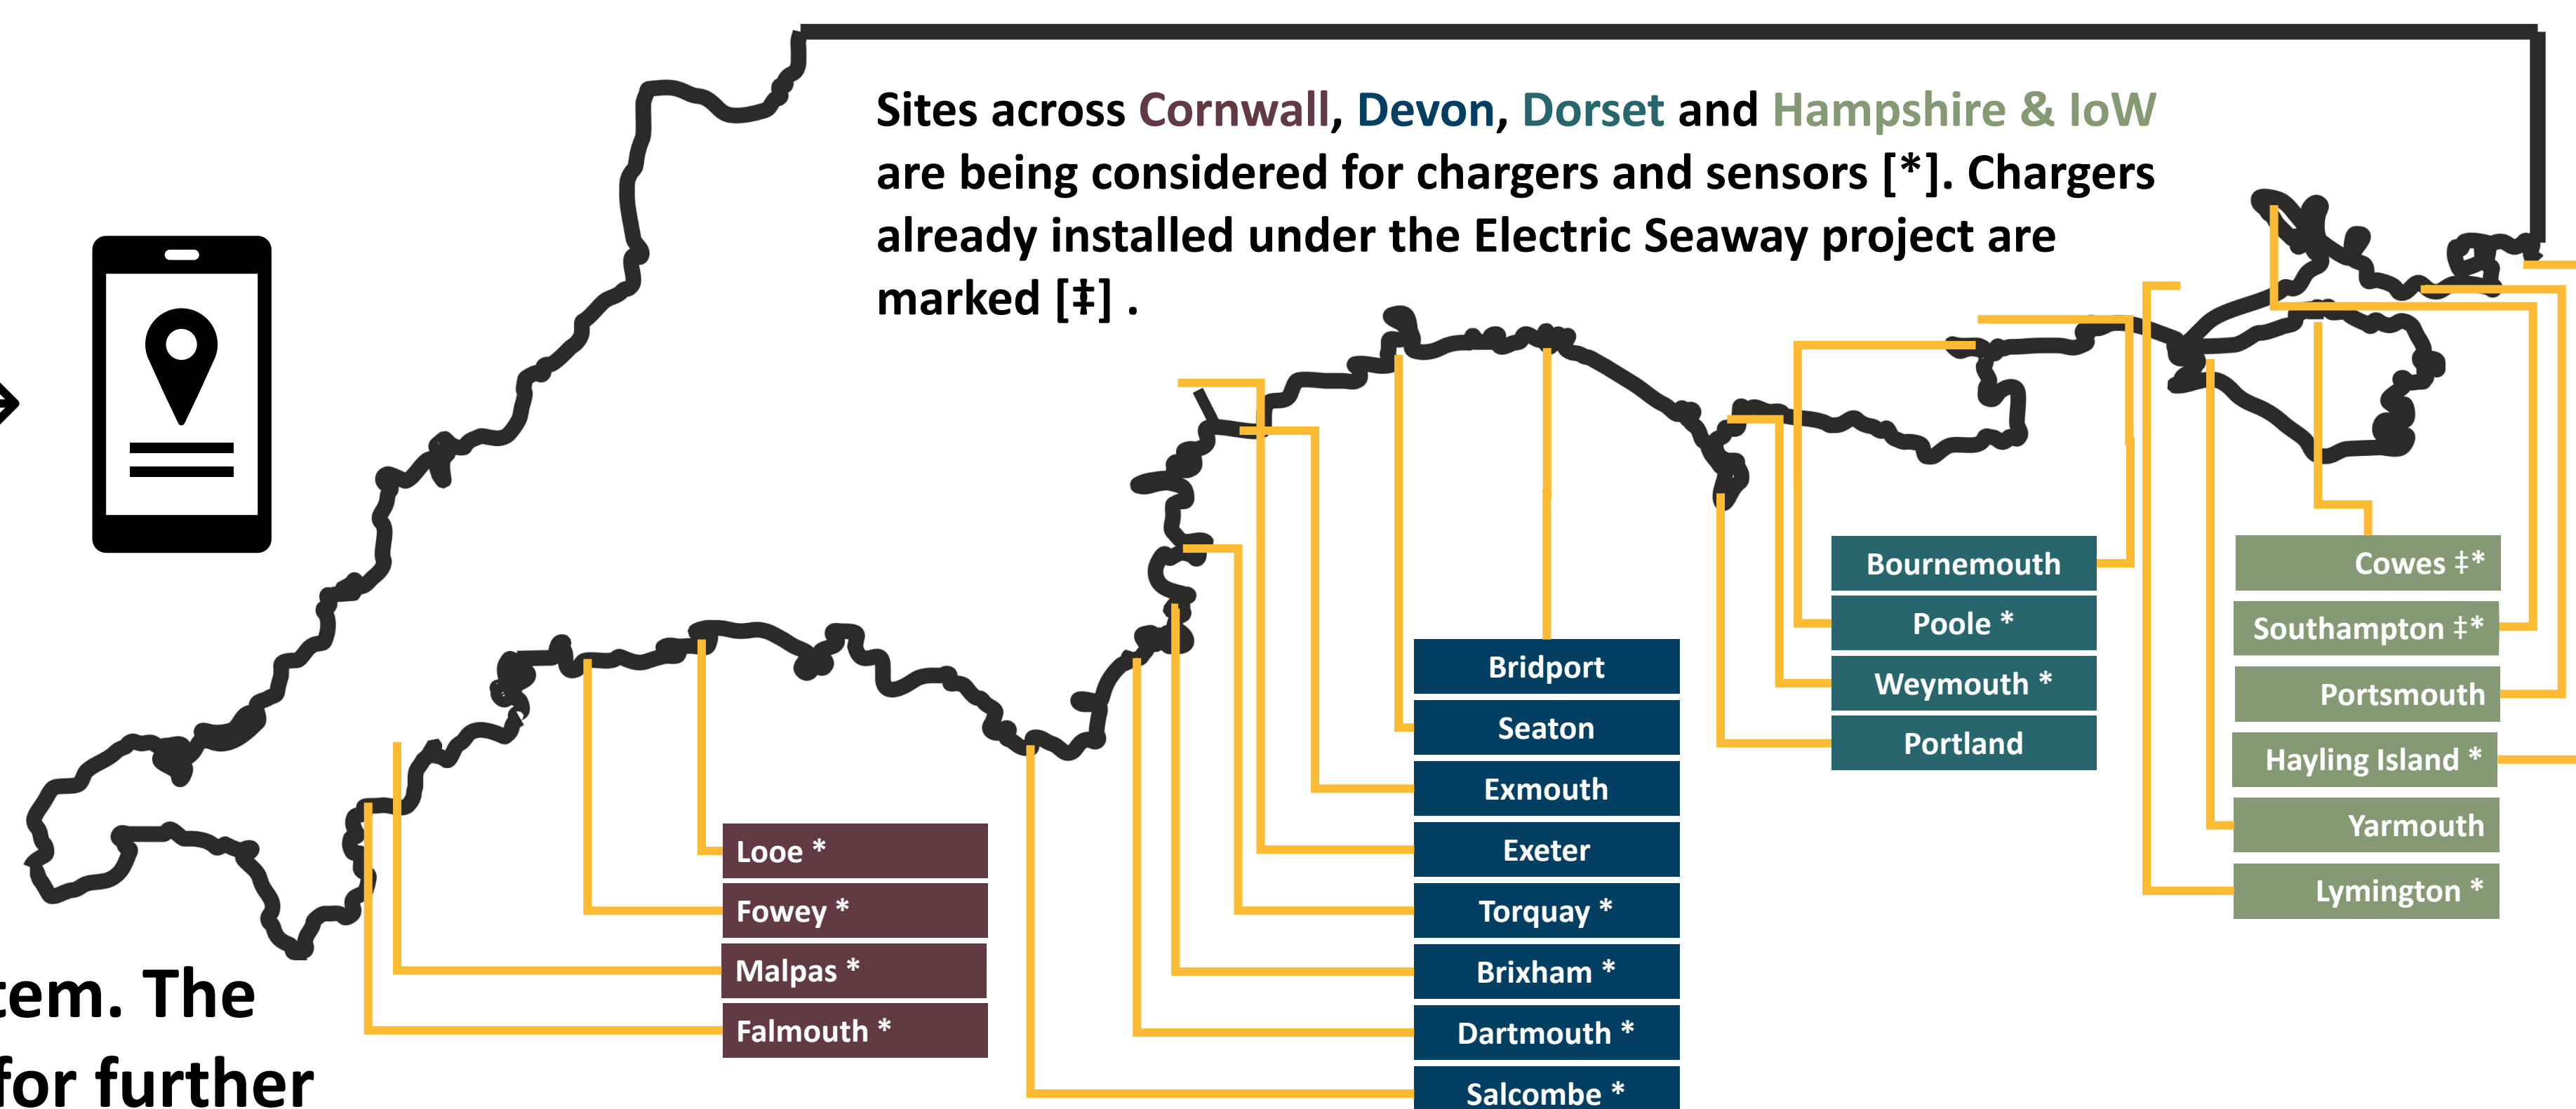 Sites across Cornwall, Devon, Dorset and Hampshire & IoW
are being considered for chargers and sensors [*]. Chargers
already installed under the Electric Seaway project are
marked [‡] .
Looe *
Fowey *
Malpas *
Falmouth *
Bridport
Seaton
Exmouth
Exeter
Torquay *
Brixham *
Dartmouth *
Salcombe *
Bournemouth
Poole *
Weymouth *
Portland
Cowes ‡*
Southampton ‡*
Portsmouth
Hayling Island *
Yarmouth
Lymington *
tem. The
for further